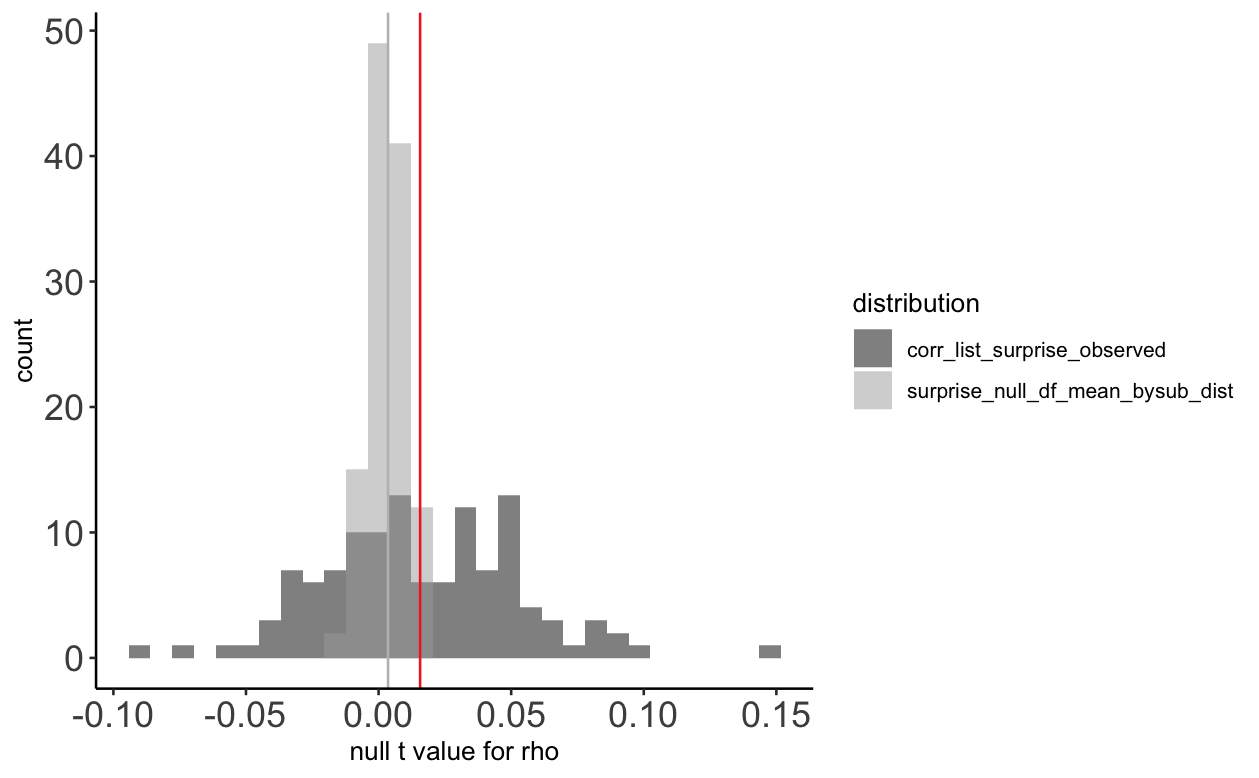 50
40
30
20
10
0
count
-0.10 -0.05 0.00 0.05 0.10 0.15
null t value for rho
distribution
corr_list_surprise_observed
surprise_null_df_mean_bysub_dist